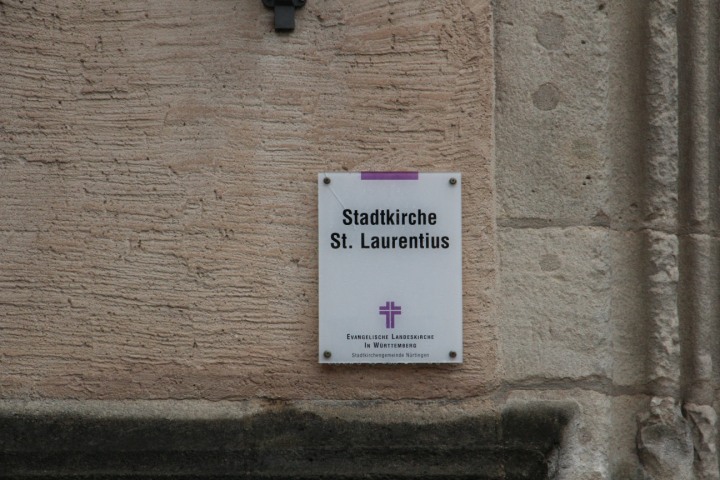 Stadtkirche
St. Laurentius
Evangelische Landeskirche
in Württemberg
Stadtkirchengemeinde Nürtingen